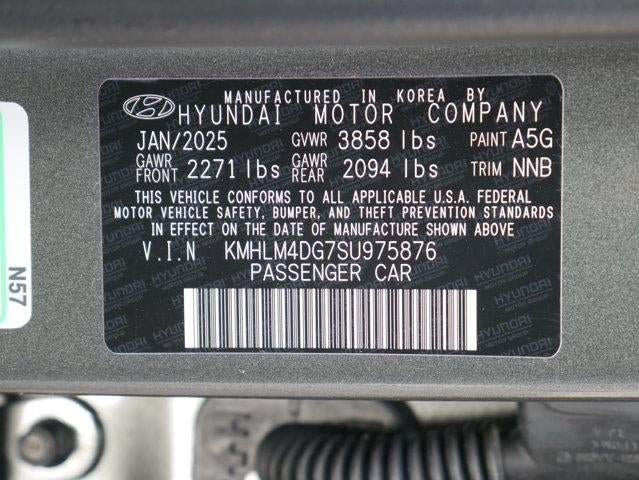 MANUFACTURED IN KOREA BY
HYUNDAI MOTOR COMPANY
JAN/2025 GVWR 3858 lbs PAINT A5G
GAWR FRONT 2271 lbs GAWR REAR 2094 lbs TRIM NNB
THIS VEHICLE CONFORMS TO ALL APPLICABLE U.S.A. FEDERAL
MOTOR VEHICLE SAFETY, BUMPER, AND THEFT PREVENTION STANDARDS
IN EFFECT ON THE DATE OF MANUFACTURE SHOWN ABOVE
V.I.N KMHLM4DG7SU975876
PASSENGER CAR
N57